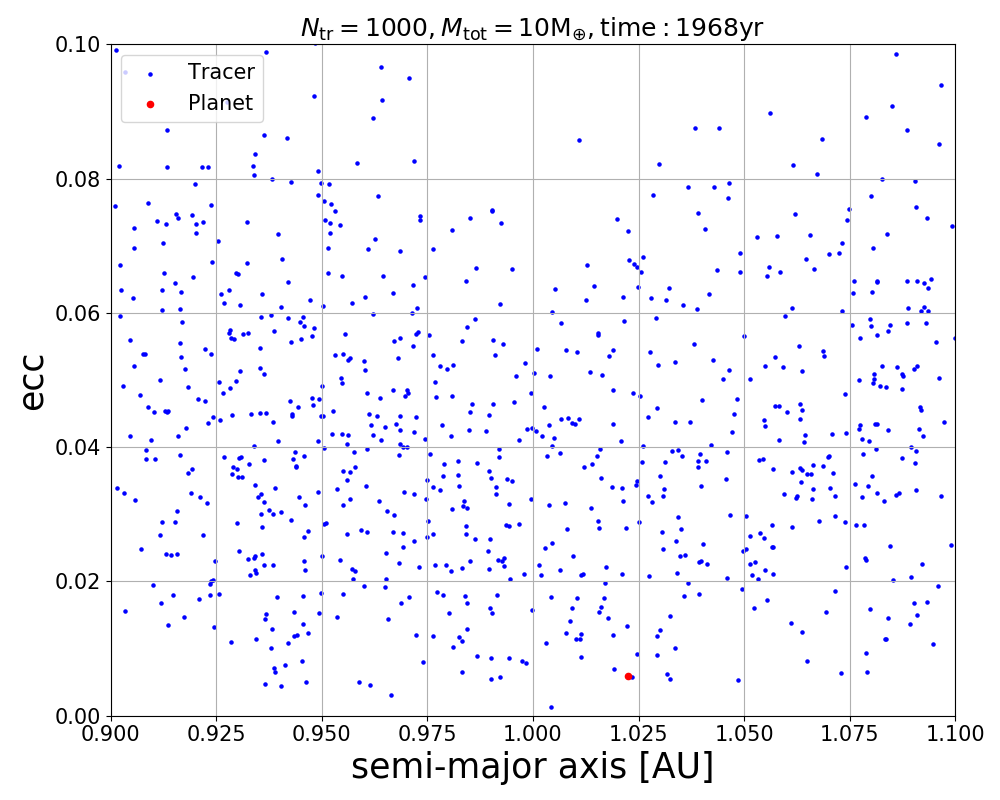 N_tr = 1000, M_tot = 10M_⊕, time : 1968yr
Tracer
Planet
ecc
0.10
0.08
0.06
0.04
0.02
0.00
0.900 0.925 0.950 0.975 1.000 1.025 1.050 1.075 1.100
semi-major axis [AU]